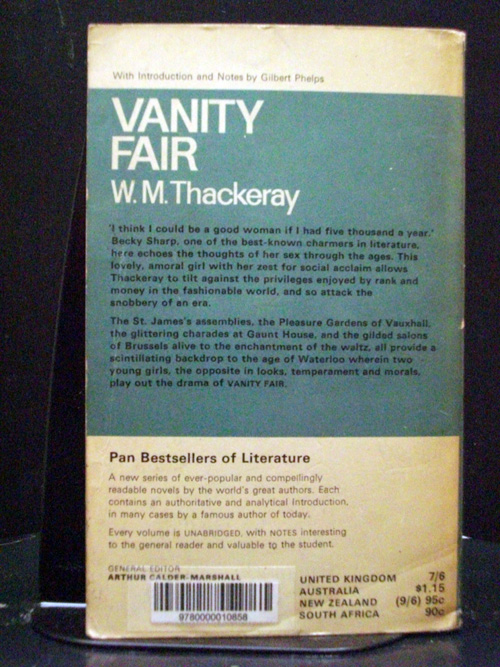 With Introduction and Notes by Gilbert Phelps
VANITY
FAIR
W. M. Thackeray
'I think I could be a good woman if I had five thousand a year.'
Becky Sharp, one of the best-known charmers in literature,
here echoes the thoughts of her sex through the ages. This
lovely, amoral girl with her zest for social acclaim allows
Thackeray to tilt against the privileges enjoyed by rank and
money in the fashionable world, and so attack the
snobbery of an era.
The St. James's assemblies, the Pleasure Gardens of Vauxhall,
the glittering charades at Gaunt House, and the gilded salons
of Brussels alive to the enchantment of the waltz, all provide a
scintillating backdrop to the age of Waterloo wherein two
young girls, the opposite in looks, temperament and morals,
play out the drama of VANITY FAIR.
Pan Bestsellers of Literature
A new series of ever-popular and compellingly
readable novels by the world's great authors. Each
contains an authoritative and analytical Introduction,
in many cases by a famous author of today.
Every volume is UNABRIDGED, with NOTES interesting
to the general reader and valuable to the student.
GENERAL EDITOR
ARTHUR CALDER-MARSHALL
UNITED KINGDOM 7/6
AUSTRALIA $1.15
NEW ZEALAND (9/6) 95c
SOUTH AFRICA 90c
9780000010858